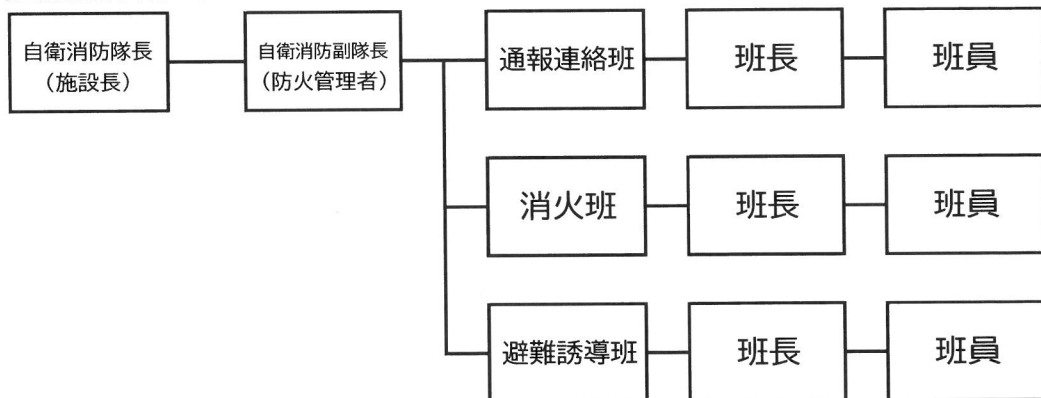 自衛消防隊長
（施設長）
自衛消防副隊長
（防火管理者）
通報連絡班
班長
班員
消火班
班長
班員
避難誘導班
班長
班員